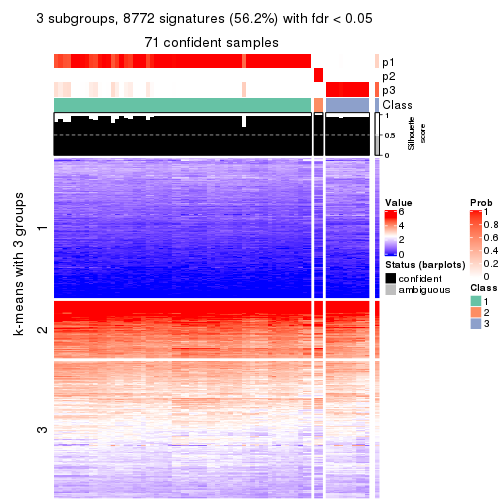 3 subgroups, 8772 signatures (56.2%) with fdr < 0.05
71 confident samples
p1
p2
p3
Class
1
0.5
0
Silhouette
score
k-means with 3 groups
1
2
3
Value
6
4
2
0
Status (barplots)
confident
ambiguous
Prob
1
0.8
0.6
0.4
0.2
0
Class
1
2
3